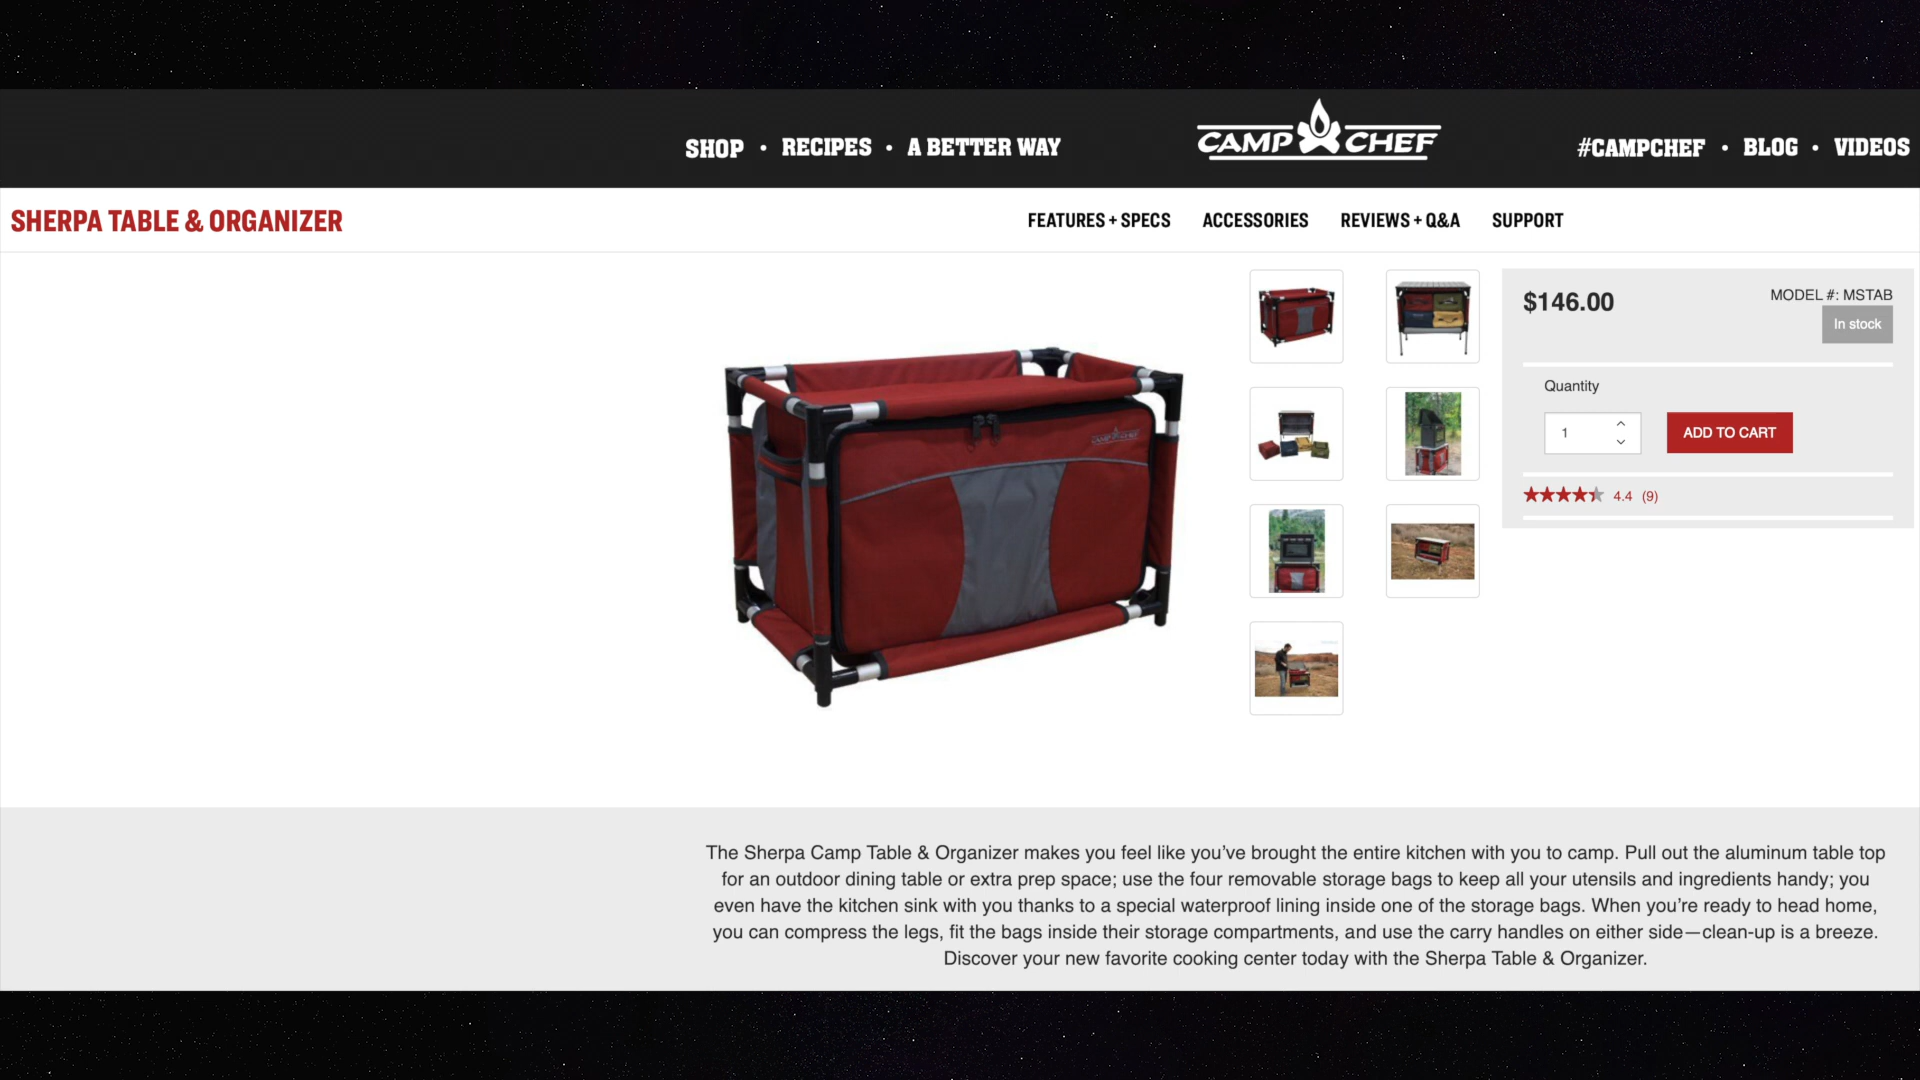 SHOP • RECIPES • A BETTER WAY
CAMP CHEF
#CAMPCHEF • BLOG • VIDEOS
SHERPA TABLE & ORGANIZER
FEATURES + SPECS
ACCESSORIES
REVIEWS + Q&A
SUPPORT
CAMP CHEF
$146.00
MODEL #: MSTAB
In stock
Quantity
1
ADD TO CART
4.4 (9)
The Sherpa Camp Table & Organizer makes you feel like you’ve brought the entire kitchen with you to camp. Pull out the aluminum table top
for an outdoor dining table or extra prep space; use the four removable storage bags to keep all your utensils and ingredients handy; you
even have the kitchen sink with you thanks to a special waterproof lining inside one of the storage bags. When you’re ready to head home,
you can compress the legs, fit the bags inside their storage compartments, and use the carry handles on either side—clean-up is a breeze.
Discover your new favorite cooking center today with the Sherpa Table & Organizer.